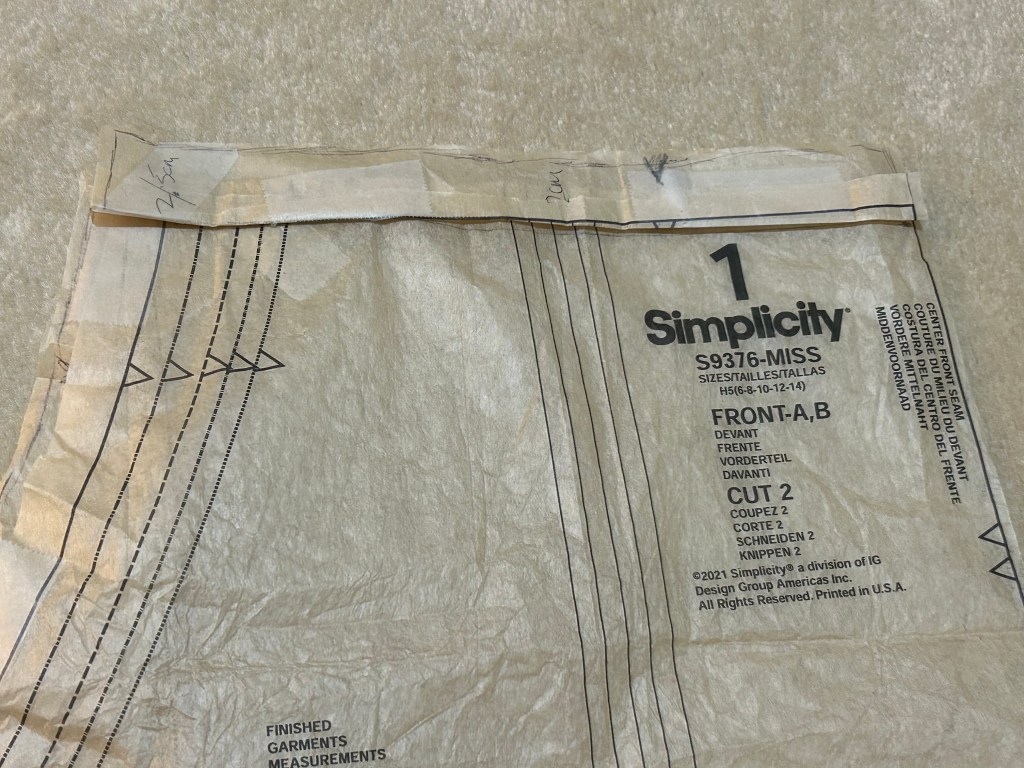 2cm
1
Simplicity®
S9376-MISS
SIZES/TAILLES/TALLAS
H5(6-8-10-12-14)
FRONT-A,B
DEVANT
FRENTE
VORDERTEIL
DAVANTI
CUT 2
COUPEZ 2
CORTE 2
SCHNEIDEN 2
KNIPPEN 2
©2021 Simplicity® a division of IG
Design Group Americas Inc.
All Rights Reserved. Printed in U.S.A.
CENTER FRONT SEAM
COUTURE DU MILIEU DU DEVANT
COSTURA DEL CENTRO DEL FRENTE
VORDERE MITTELNAHT
MIDDENVOORNAAD
FINISHED
GARMENTS
MEASUREMENTS